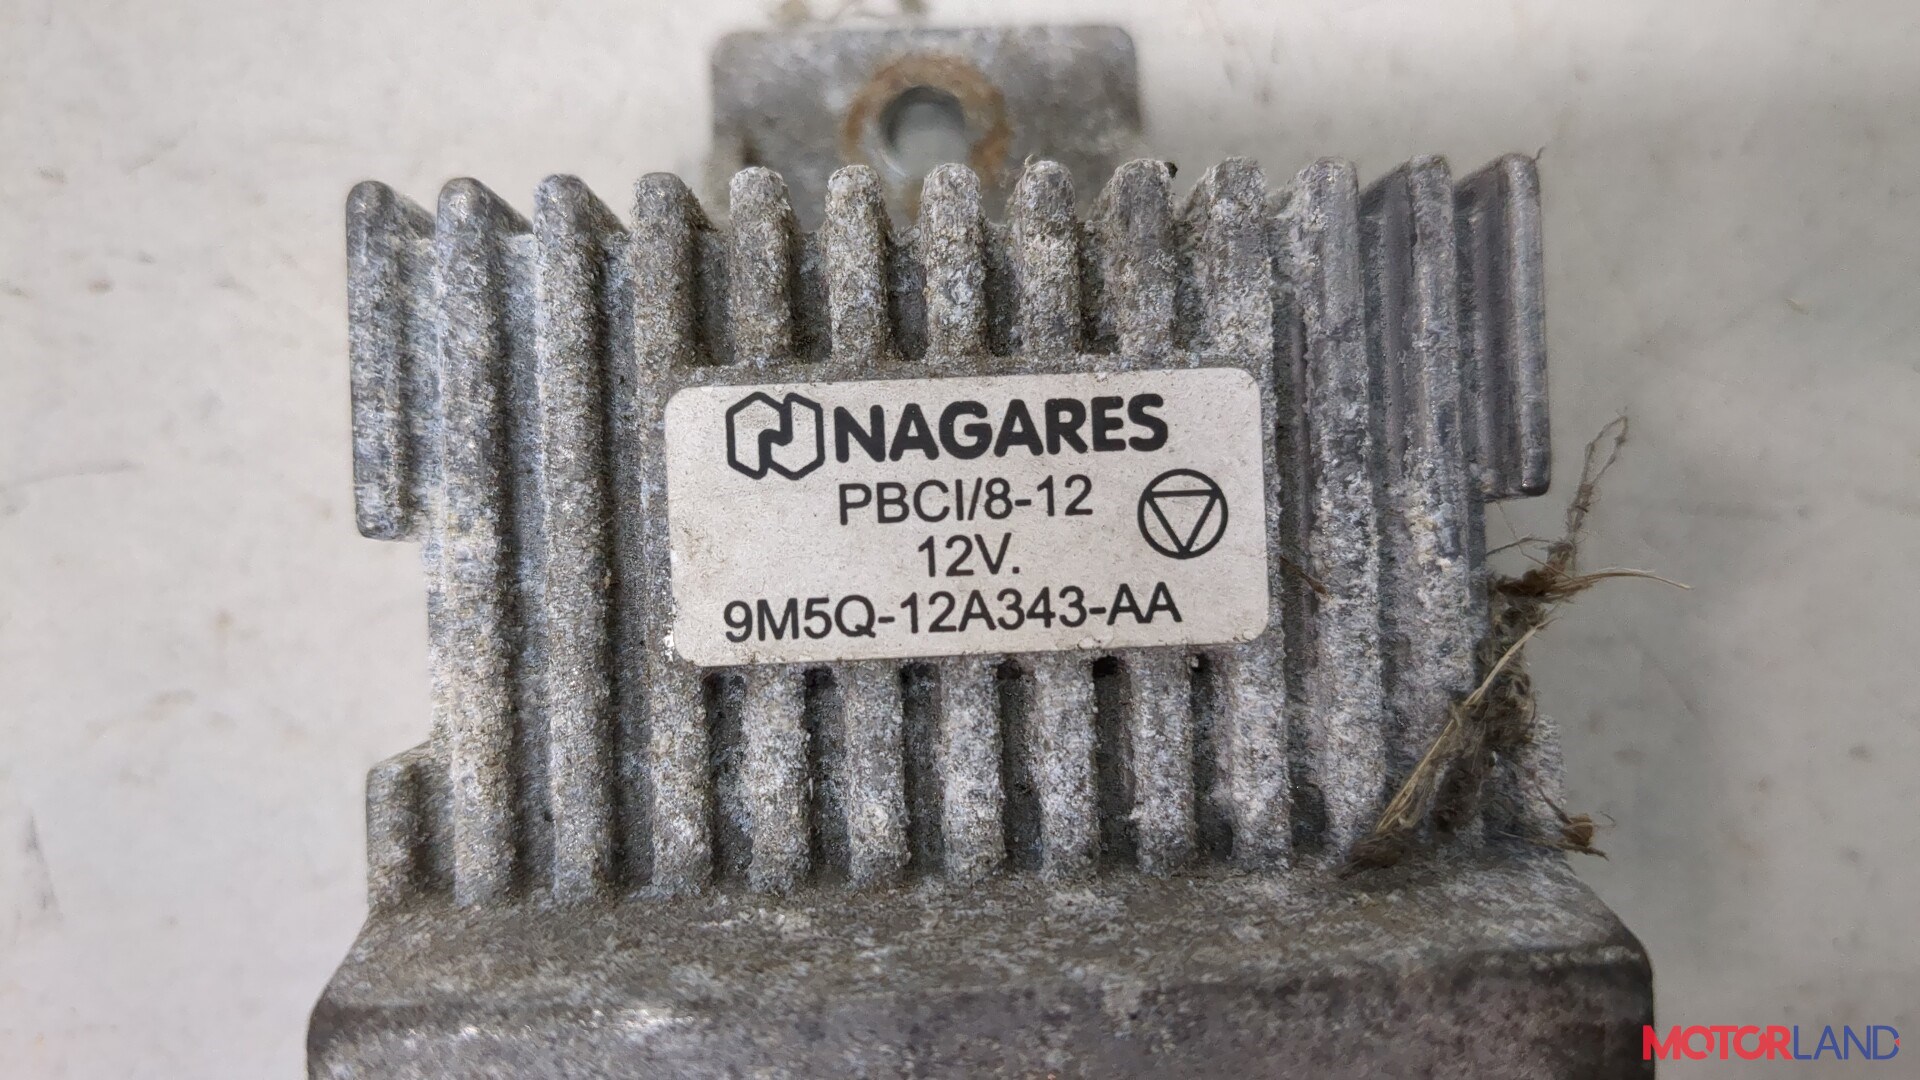 NAGARES
PBCI/8-12
12V.
9M5Q-12A343-AA
MOTORLAND